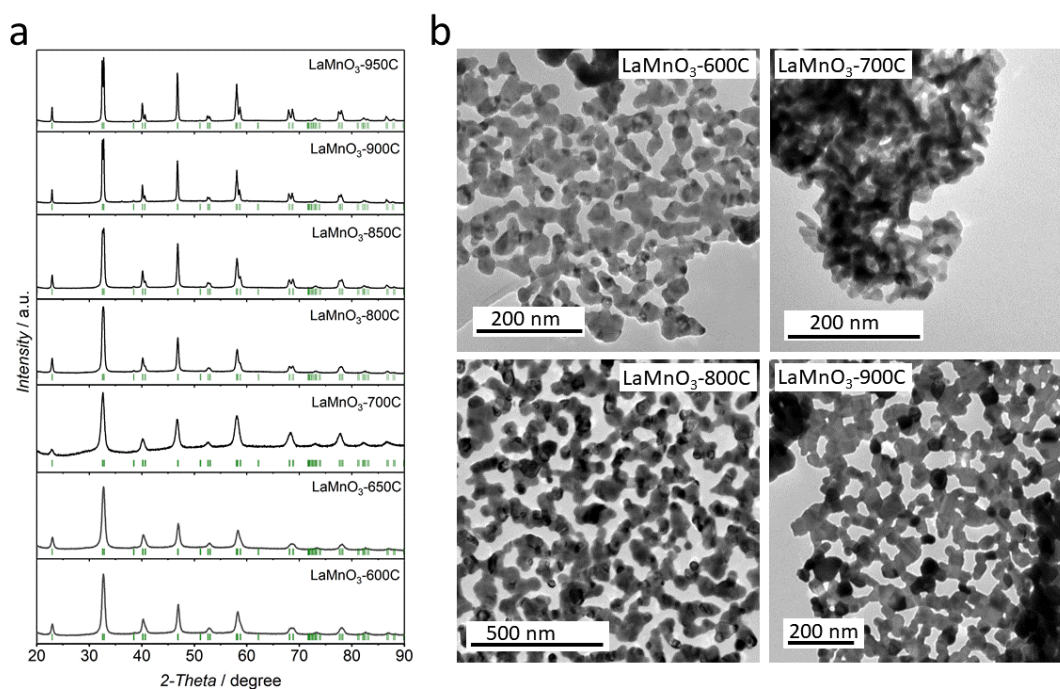 a
LaMnO₃-950C
LaMnO₃-900C
LaMnO₃-850C
LaMnO₃-800C
LaMnO₃-700C
LaMnO₃-650C
LaMnO₃-600C
Intensity / a.u.
20 30 40 50 60 70 80 90
2-Theta / degree
b
LaMnO₃-600C
200 nm
LaMnO₃-700C
200 nm
LaMnO₃-800C
500 nm
LaMnO₃-900C
200 nm